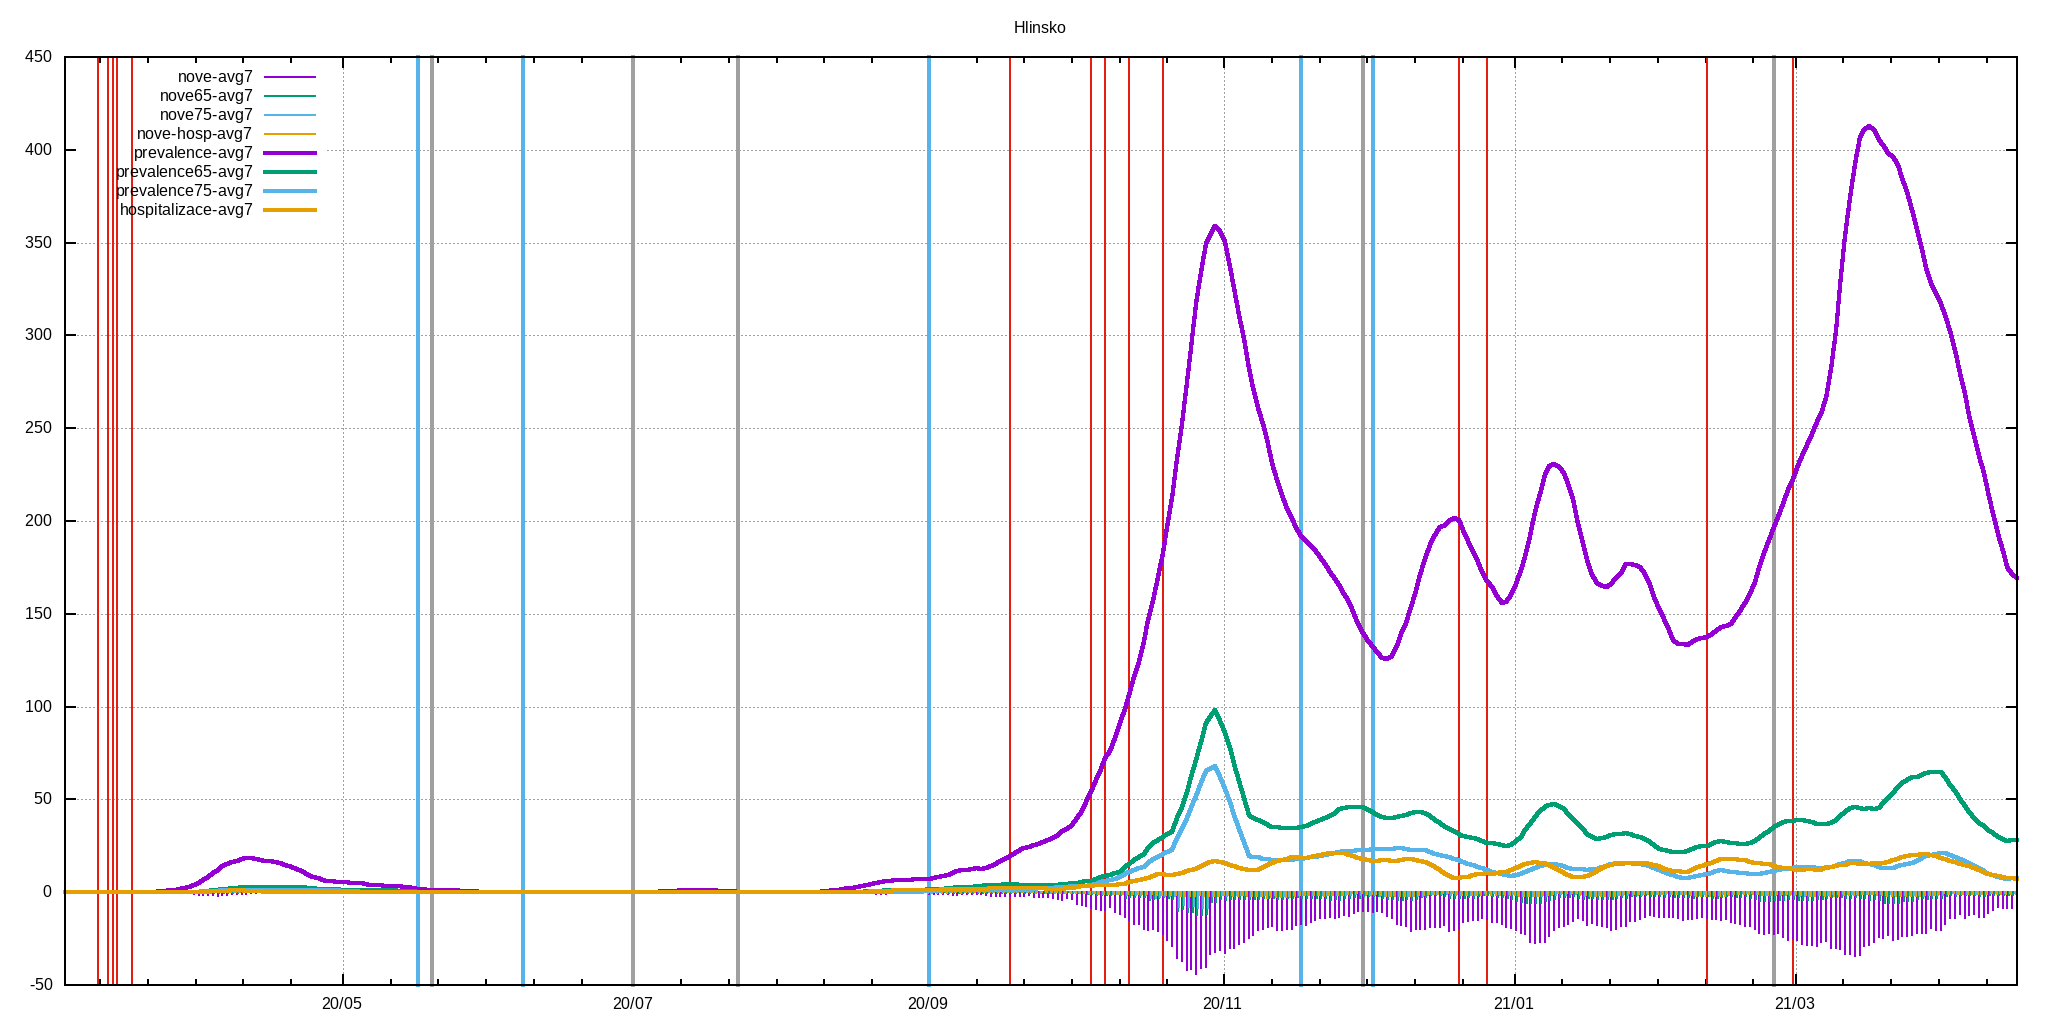 Hlinsko
450
400
350
300
250
200
150
100
50
0
-50
nove-avg7
nove65-avg7
nove75-avg7
nove-hosp-avg7
prevalence-avg7
prevalence65-avg7
prevalence75-avg7
hospitalizace-avg7
20/05
20/07
20/09
20/11
21/01
21/03